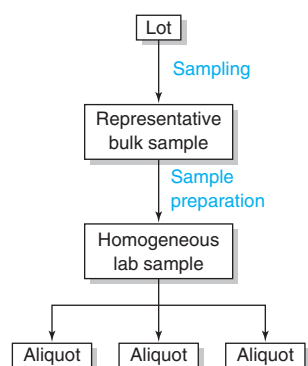 Lot
Sampling
Representative
bulk sample
Sample
preparation
Homogeneous
lab sample
Aliquot
Aliquot
Aliquot